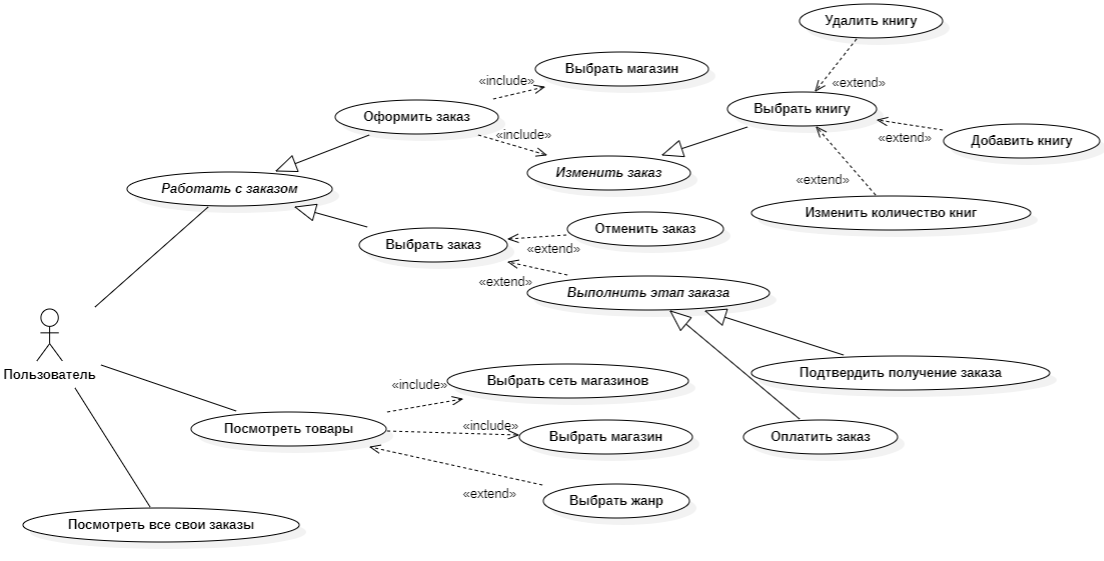 Удалить книгу
Выбрать магазин
«include»
«extend»
Выбрать книгу
Оформить заказ
«include»
«extend»
Добавить книгу
Изменить заказ
«extend»
Работать с заказом
Изменить количество книг
Отменить заказ
Выбрать заказ
«extend»
«extend»
Выполнить этап заказа
Пользователь
Подтвердить получение заказа
Выбрать сеть магазинов
«include»
Посмотреть товары
«include»
Выбрать магазин
Оплатить заказ
«extend»
Выбрать жанр
Посмотреть все свои заказы